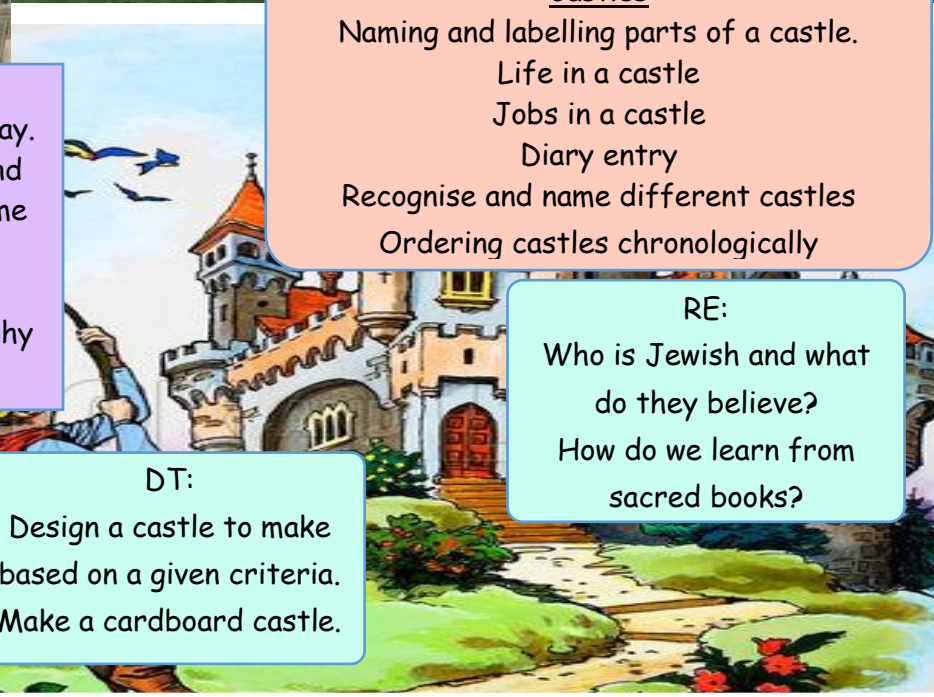 Naming and labelling parts of a castle.
Life in a castle
Jobs in a castle
Diary entry
Recognise and name different castles
Ordering castles chronologically
RE:
Who is Jewish and what
do they believe?
How do we learn from
sacred books?
DT:
Design a castle to make
based on a given criteria.
Make a cardboard castle.